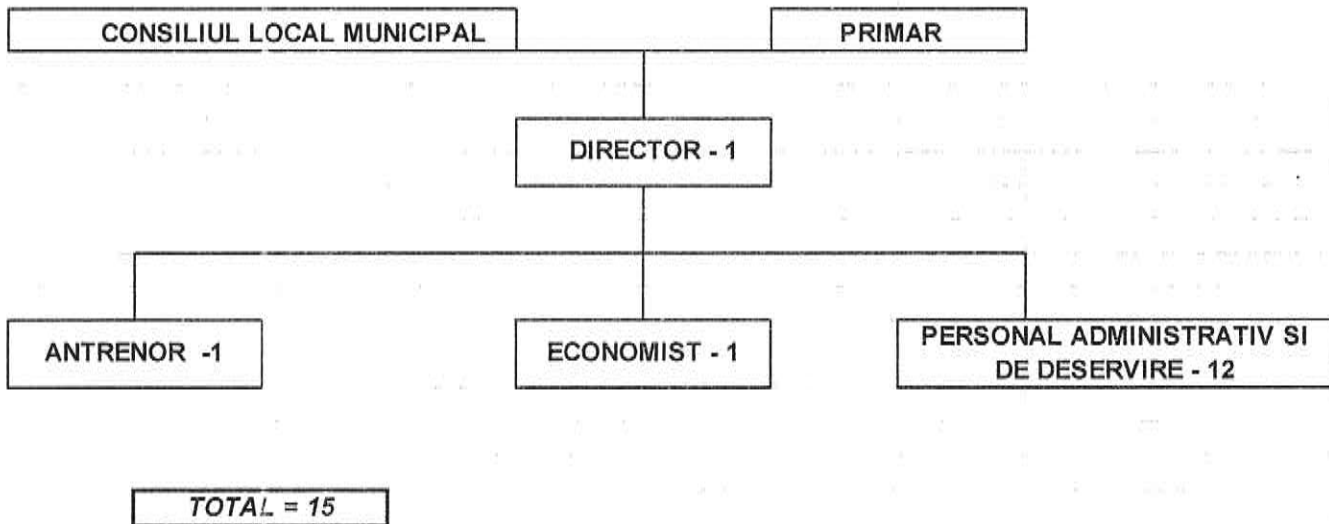 CONSILIUL LOCAL MUNICIPAL
PRIMAR
DIRECTOR - 1
ANTRENOR -1
ECONOMIST - 1
PERSONAL ADMINISTRATIV SI
DE DESERVIRE - 12
TOTAL = 15